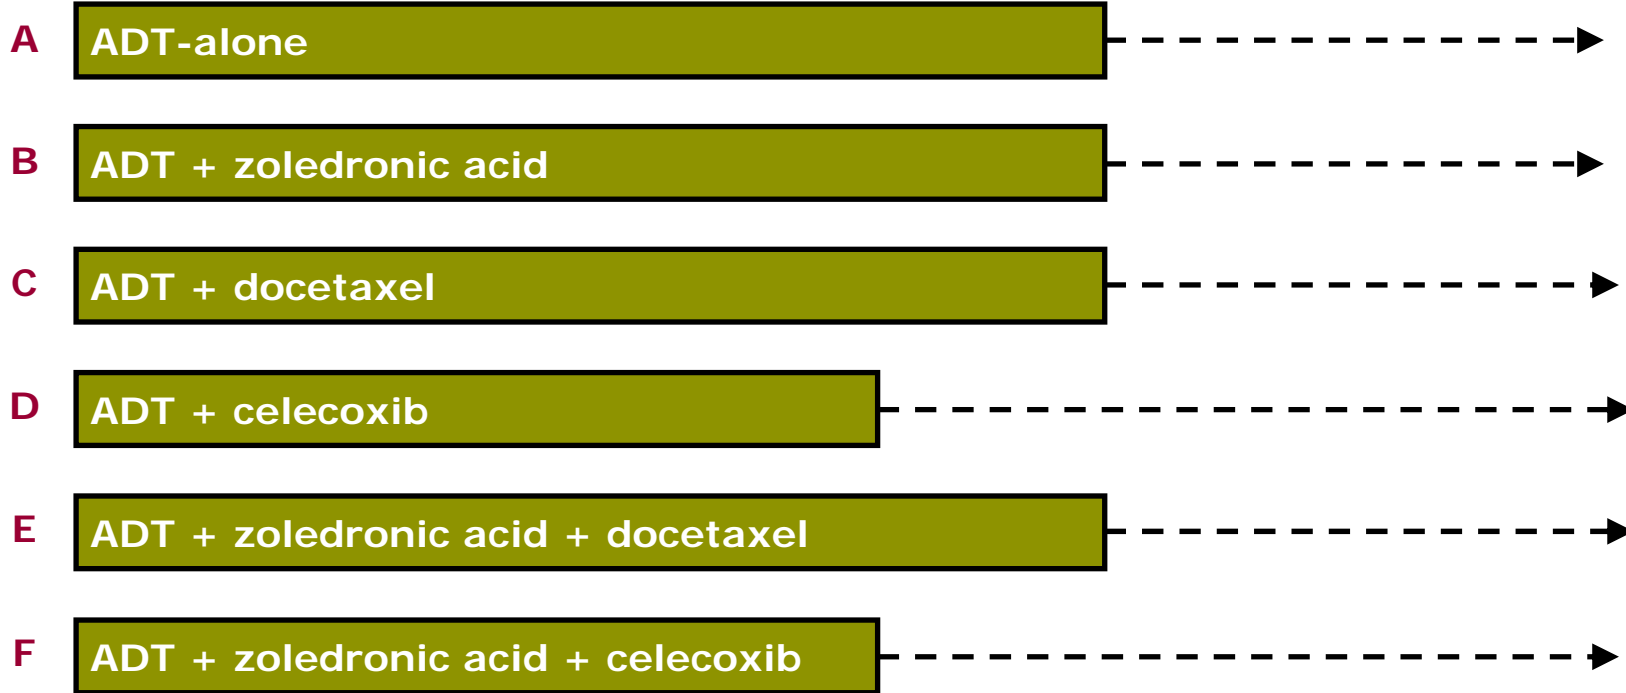 A ADT-alone
B ADT + zoledronic acid
C ADT + docetaxel
D ADT + celecoxib
E ADT + zoledronic acid + docetaxel
F ADT + zoledronic acid + celecoxib